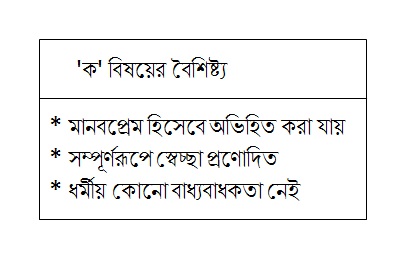 'ক' বিষয়ের বৈশিষ্ট্য
* মানবপ্রেম হিসেবে অভিহিত করা যায়
* সম্পূর্ণরূপে স্বেচ্ছা প্রণোদিত
* ধর্মীয় কোনো বাধ্যবাধকতা নেই